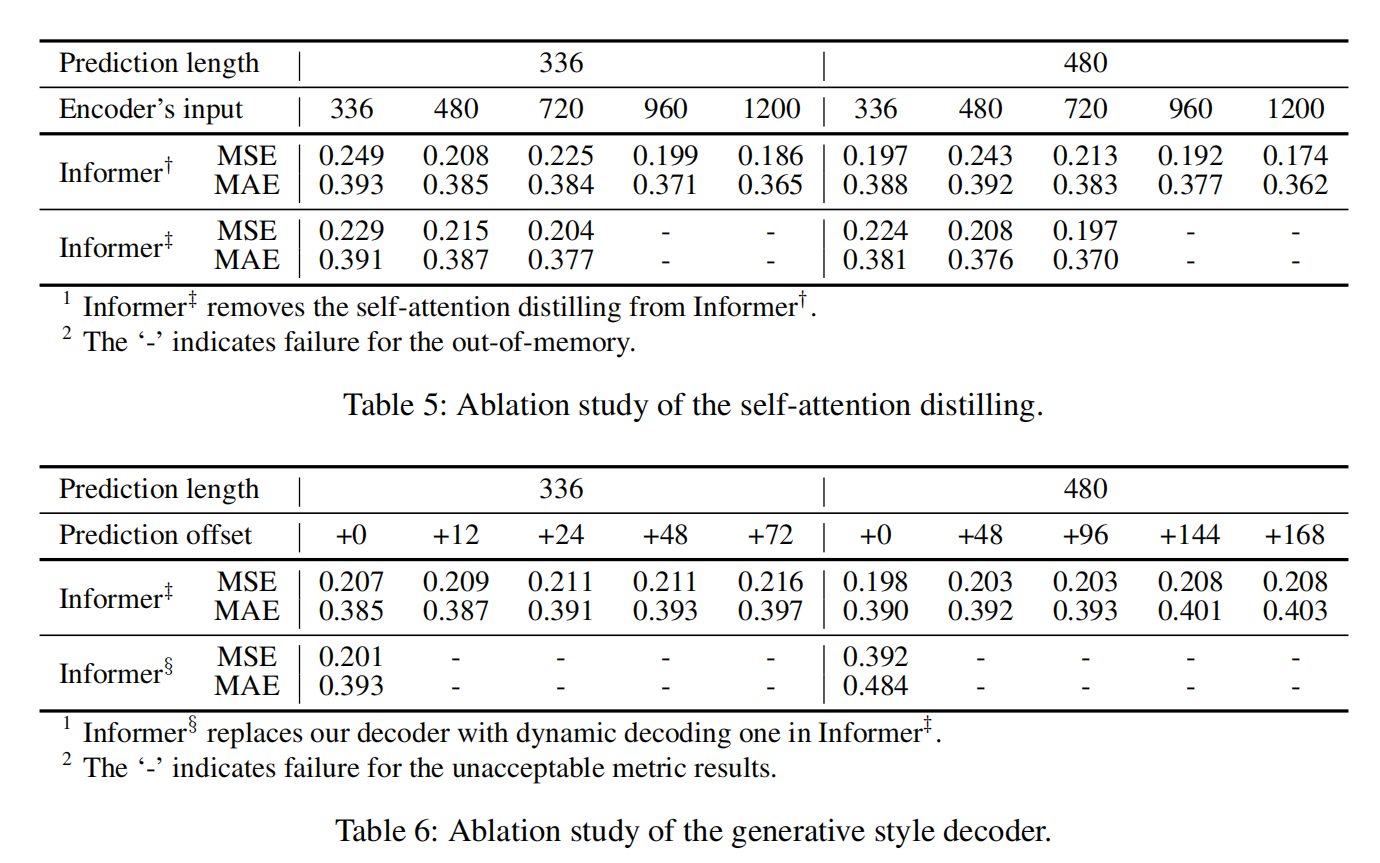 Prediction length | 336 | 480
Encoder's input | 336 480 720 960 1200 | 336 480 720 960 1200
Informer† MSE | 0.249 0.208 0.225 0.199 0.186 | 0.197 0.243 0.213 0.192 0.174
MAE | 0.393 0.385 0.384 0.371 0.365 | 0.388 0.392 0.383 0.377 0.362
Informer‡ MSE | 0.229 0.215 0.204 - - | 0.224 0.208 0.197 - -
MAE | 0.391 0.387 0.377 - - | 0.381 0.376 0.370 - -
1 Informer‡ removes the self-attention distilling from Informer†.
2 The ‘-’ indicates failure for the out-of-memory.
Table 5: Ablation study of the self-attention distilling.
Prediction length | 336 | 480
Prediction offset | +0 +12 +24 +48 +72 | +0 +48 +96 +144 +168
Informer‡ MSE | 0.207 0.209 0.211 0.211 0.216 | 0.198 0.203 0.203 0.208 0.208
MAE | 0.385 0.387 0.391 0.393 0.397 | 0.390 0.392 0.393 0.401 0.403
Informer§ MSE | 0.201 - - - - | 0.392 - - - -
MAE | 0.393 - - - - | 0.484 - - - -
1 Informer§ replaces our decoder with dynamic decoding one in Informer‡.
2 The ‘-’ indicates failure for the unacceptable metric results.
Table 6: Ablation study of the generative style decoder.